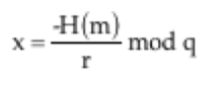 x = -H(m)/r mod q